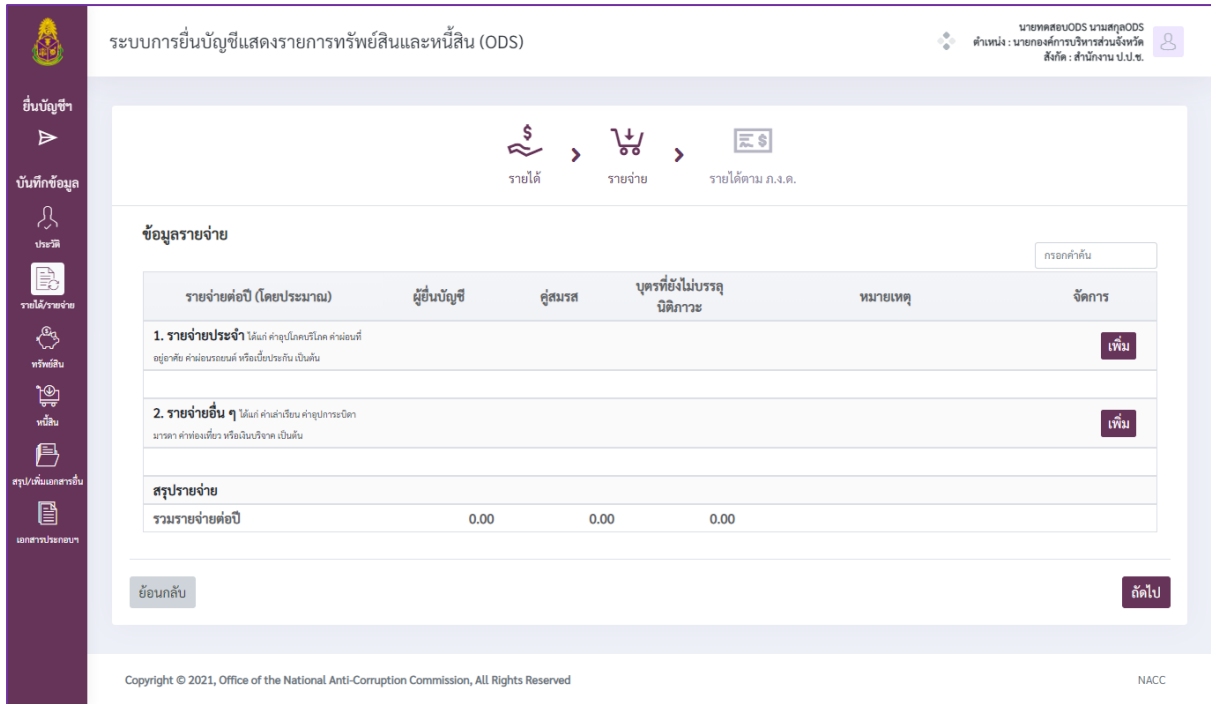 ระบบการยื่นบัญชีแสดงรายการทรัพย์สินและหนี้สิน (ODS)
นายทดสอบODS นามสกุลODS
ตำแหน่ง : นายกองค์การบริหารส่วนจังหวัด
สังกัด : สำนักงาน ป.ป.ช.
ยื่นบัญชีฯ
บันทึกข้อมูล
ประวัติ
รายได้/รายจ่าย
ทรัพย์สิน
หนี้สิน
สรุป/เพิ่มเอกสารอื่น
เอกสารประกอบฯ
รายได้
รายจ่าย
รายได้ตาม ภ.ง.ด.
ข้อมูลรายจ่าย
กรอกคำค้น
รายจ่ายต่อปี (โดยประมาณ)
ผู้ยื่นบัญชี
คู่สมรส
บุตรที่ยังไม่บรรลุ
นิติภาวะ
หมายเหตุ
จัดการ
1. รายจ่ายประจำ ได้แก่ ค่าอุปโภคบริโภค ค่าผ่อนที่
อยู่อาศัย ค่าผ่อนรถยนต์ หรือเบี้ยประกัน เป็นต้น
เพิ่ม
2. รายจ่ายอื่น ๆ ได้แก่ ค่าเล่าเรียน ค่าอุปการะบิดา
มารดา ค่าท่องเที่ยว หรือเงินบริจาค เป็นต้น
เพิ่ม
สรุปรายจ่าย
รวมรายจ่ายต่อปี 0.00 0.00 0.00
ย้อนกลับ
ถัดไป
Copyright © 2021, Office of the National Anti-Corruption Commission, All Rights Reserved
NACC